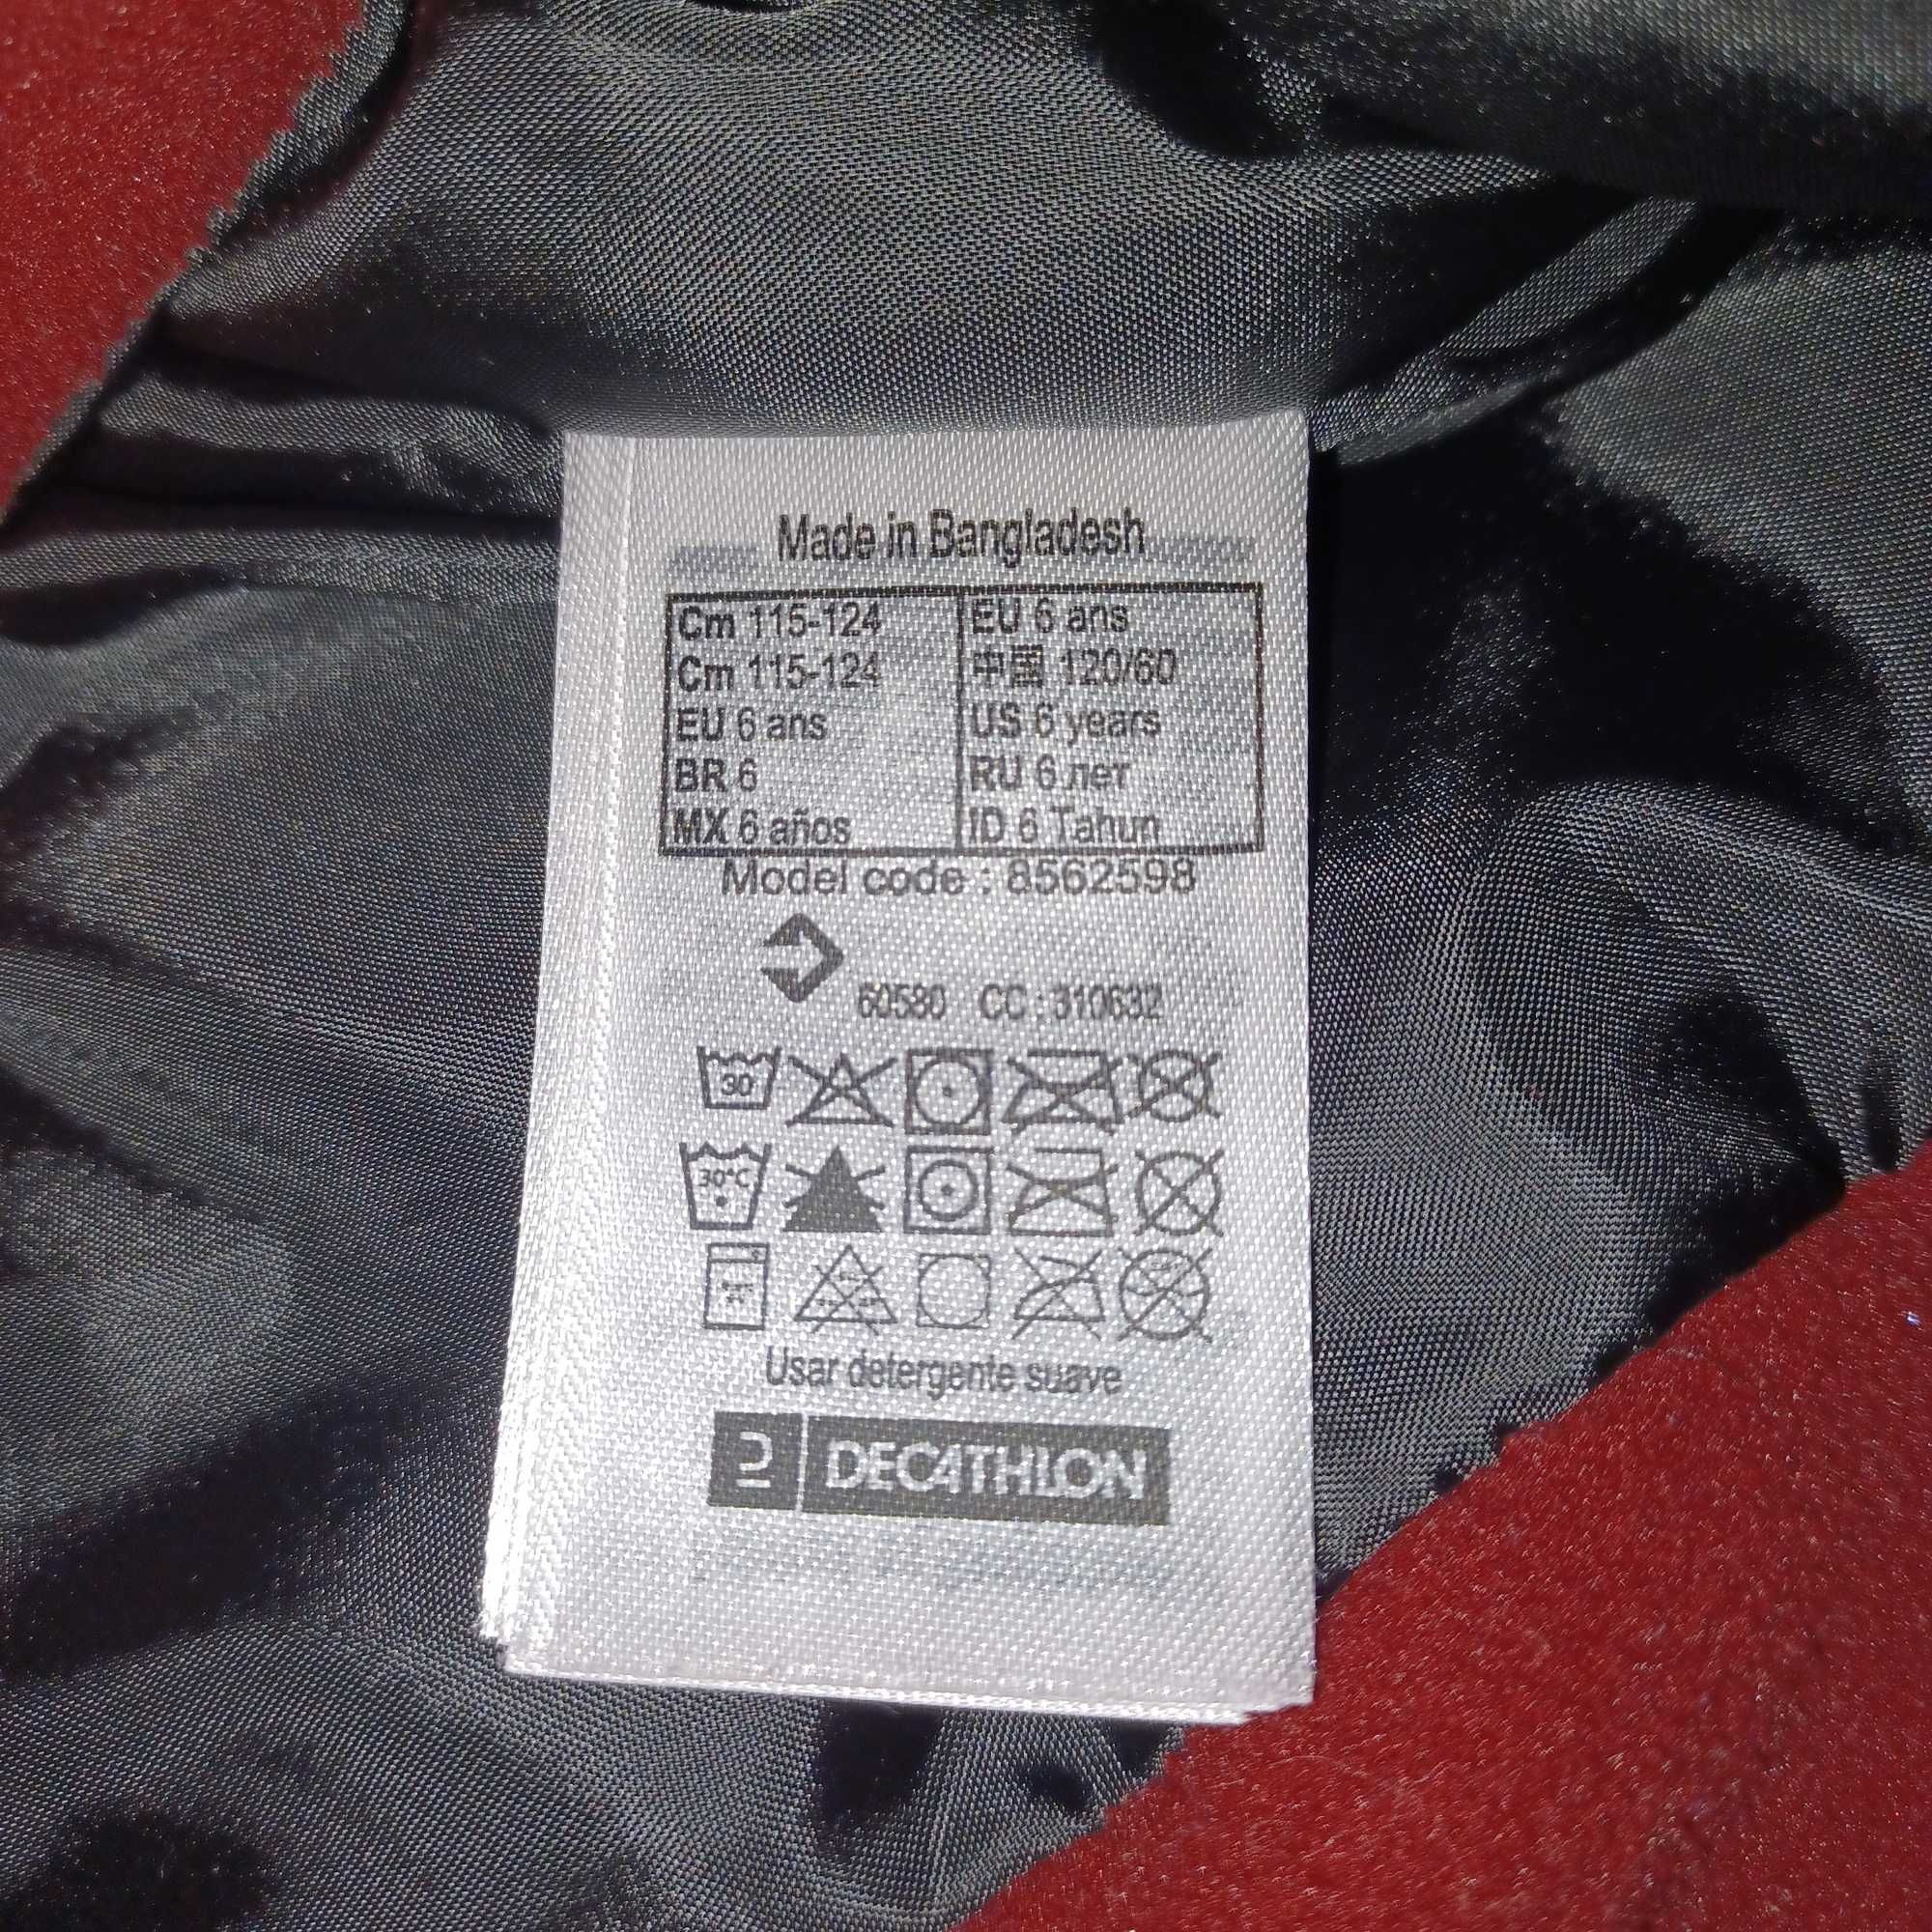 Made in Bangladesh
Cm 115-124 EU 6 ans
Cm 115-124 中国 120/60
EU 6 ans US 6 years
BR 6 RU 6 лет
MX 6 años ID 6 Tahun
Model code : 8562598
60580 CC : 310632
30
30°C
Usar detergente suave
DECATHLON